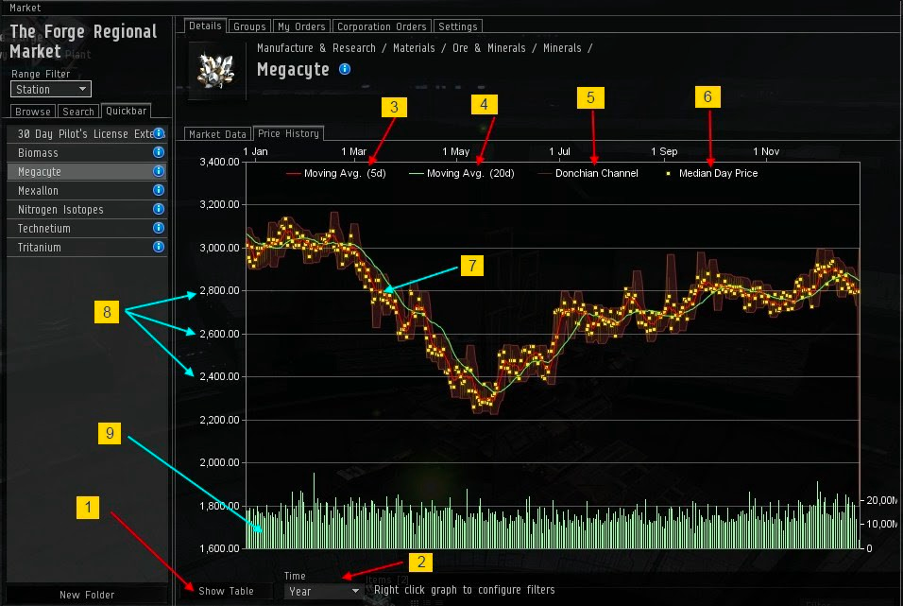 Market
The Forge Regional
Market
Range Filter
Station
Browse Search Quickbar
30 Day Pilot's License Exte
Biomass
Megacyte
Mexallon
Nitrogen Isotopes
Technetium
Tritanium
New Folder
Details Groups My Orders Corporation Orders Settings
Manufacture & Research / Materials / Ore & Minerals / Minerals /
Megacyte
3 4 5 6
Market Data Price History
1 Jan 1 Mar 1 May 1 Jul 1 Sep 1 Nov
Moving Avg. (5d) Moving Avg. (20d) Donchian Channel Median Day Price
3,400.00
3,200.00
3,000.00
2,800.00
2,600.00
2,400.00
2,200.00
2,000.00
1,800.00
1,600.00
7
8
9
1
20,00M
10,00M
0
2
Show Table
Time
Year
Right click graph to configure filters